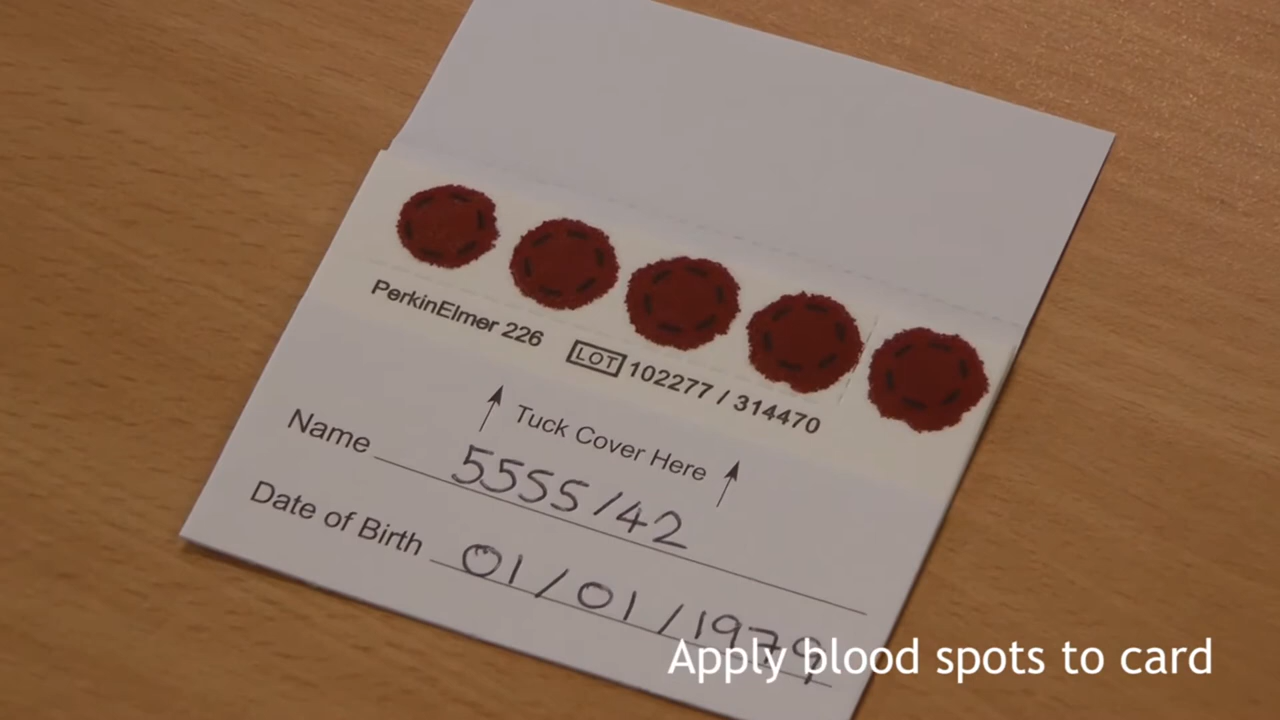 PerkinElmer 226 LOT 102277 / 314470
↑ Tuck Cover Here ↑
Name 5555/42
Date of Birth 01/01/1979
Apply blood spots to card